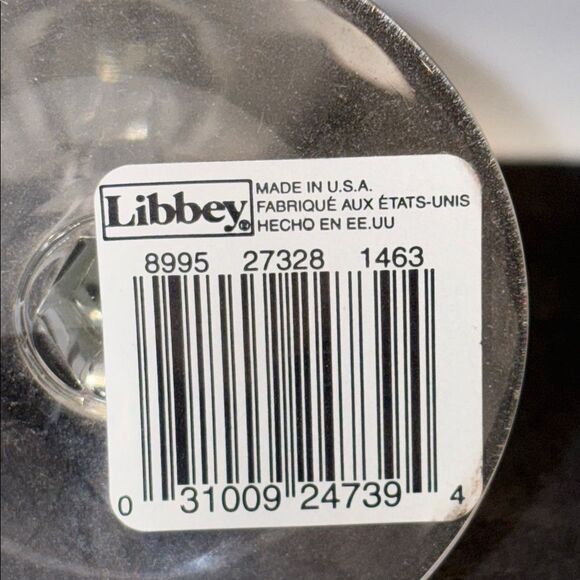 Libbey®
MADE IN U.S.A.
FABRIQUÉ AUX ÉTATS-UNIS
HECHO EN EE.UU
8995 27328 1463
0 31009 24739 4